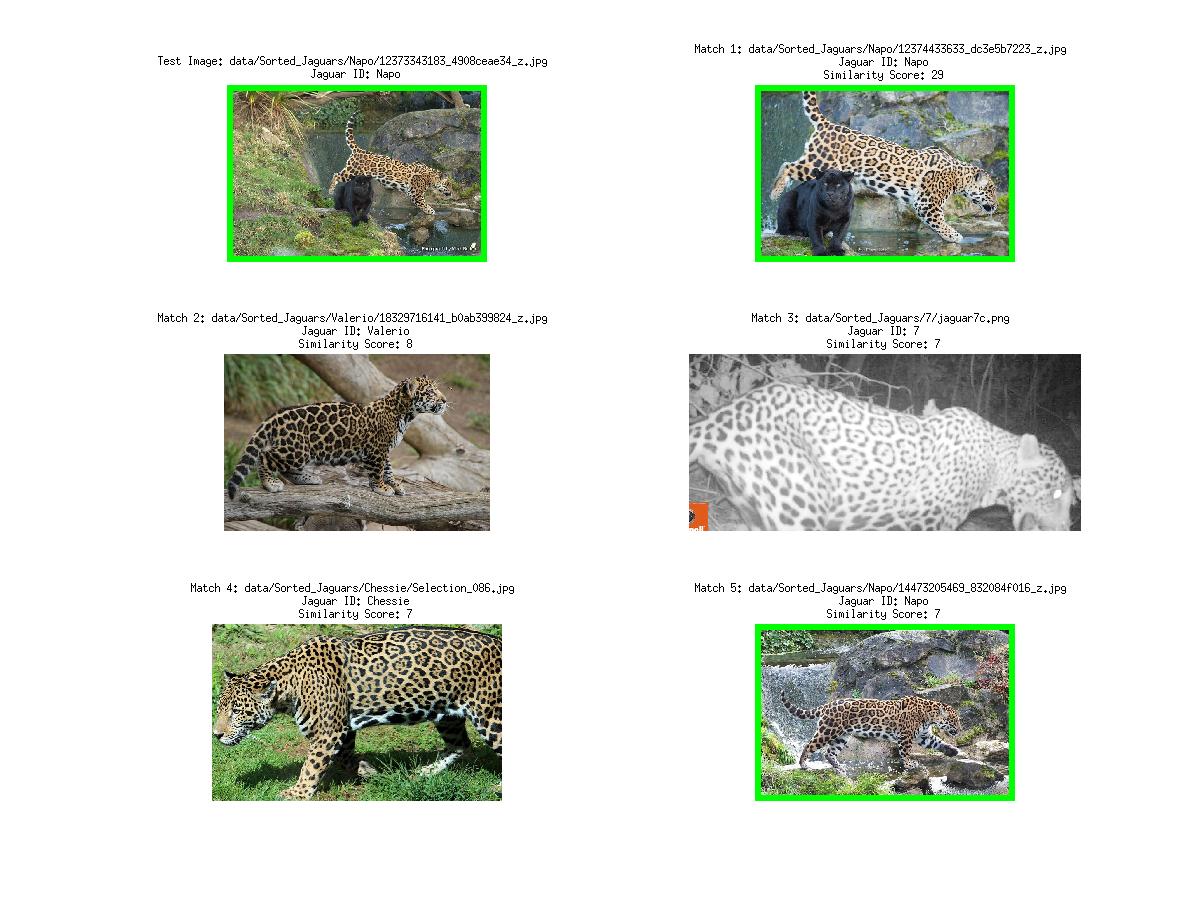 Test Image: data/Sorted_Jaguars/Napo/12373343183_4908ceae34_z.jpg
Jaguar ID: Napo
Match 1: data/Sorted_Jaguars/Napo/12374433633_dc3e5b7223_z.jpg
Jaguar ID: Napo
Similarity Score: 29
Match 2: data/Sorted_Jaguars/Valerio/18329716141_b0ab399824_z.jpg
Jaguar ID: Valerio
Similarity Score: 8
Match 3: data/Sorted_Jaguars/7/jaguar7c.png
Jaguar ID: 7
Similarity Score: 7
Match 4: data/Sorted_Jaguars/Chessie/Selection_086.jpg
Jaguar ID: Chessie
Similarity Score: 7
Match 5: data/Sorted_Jaguars/Napo/14473205469_832084f016_z.jpg
Jaguar ID: Napo
Similarity Score: 7